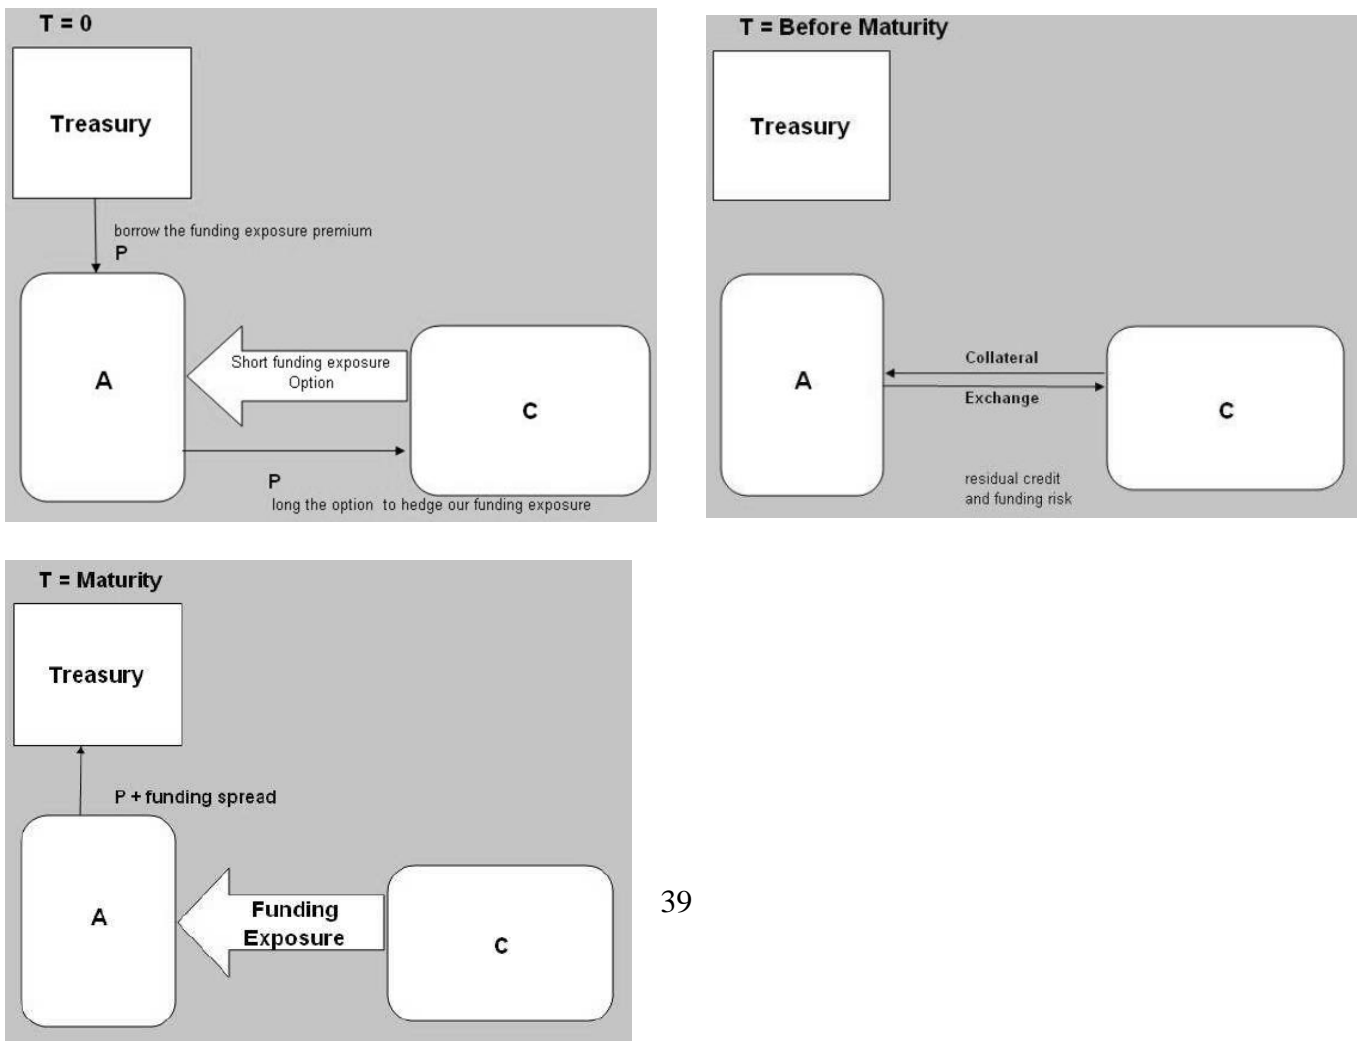 T = 0
Treasury
borrow the funding exposure premium
P
A
Short funding exposure
Option
C
P
long the option to hedge our funding exposure
T = Before Maturity
Treasury
A
Collateral
Exchange
C
residual credit
and funding risk
T = Maturity
Treasury
P + funding spread
A
Funding
Exposure
C
39